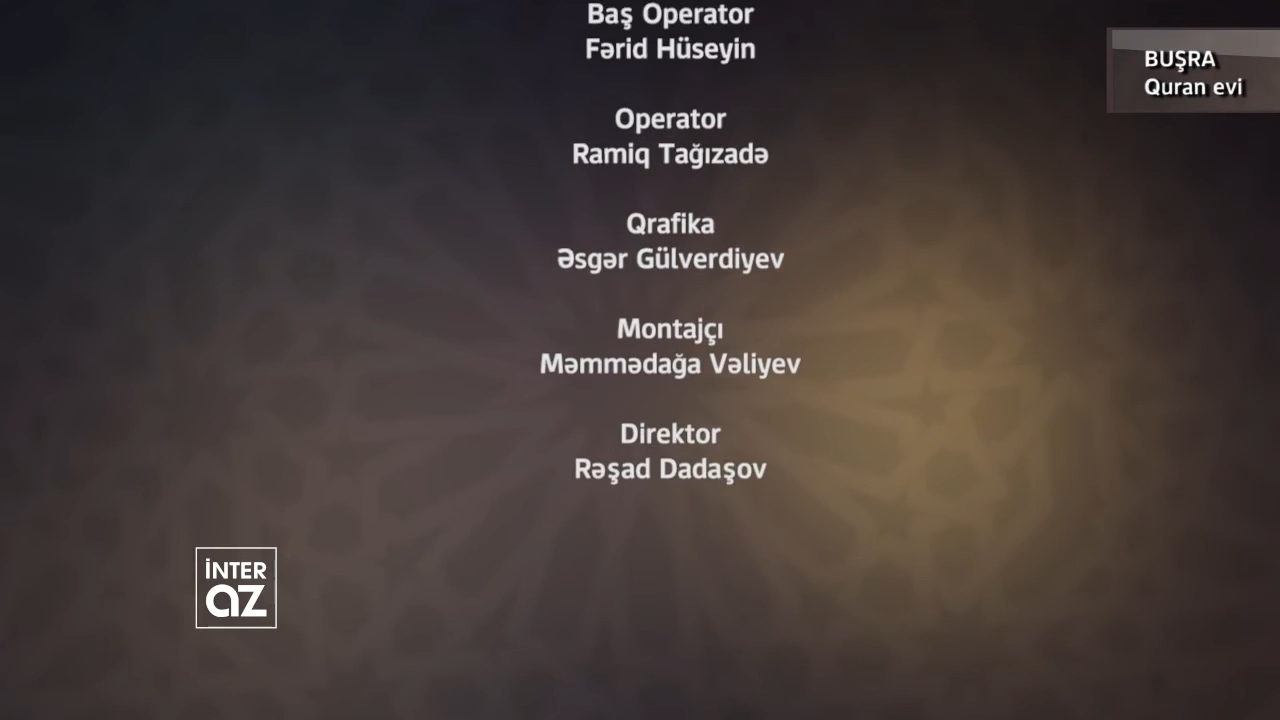 Baş Operator
Fərid Hüseyin
BUŞRA
Quran evi
Operator
Ramiq Tağızadə
Qrafika
Əsgər Gülverdiyev
Montajçı
Məmmədağa Vəliyev
Direktor
Rəşad Dadaşov
İNTER
az